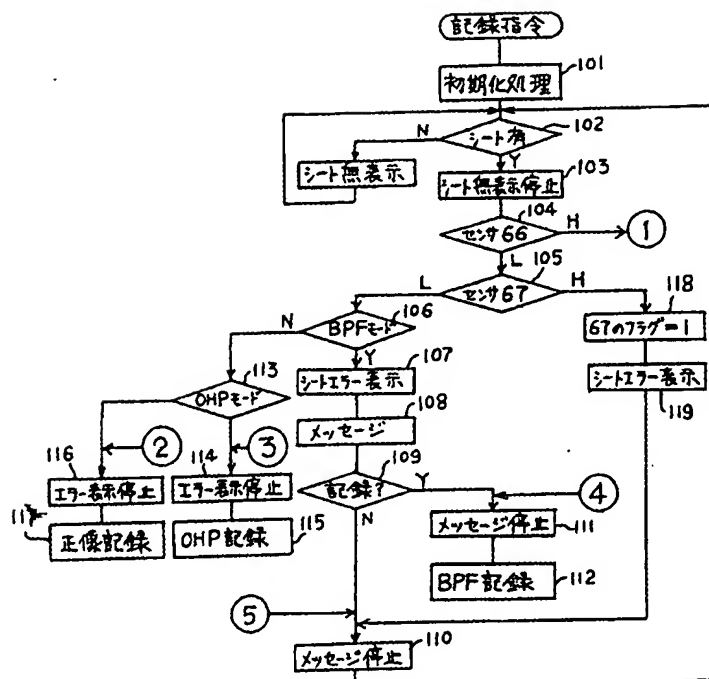 記録指令
初期化処理
101
シート有
102
N
Y
シート無表示
シート無表示停止
103
センサ66
104
H
①
L
センサ67
105
L
H
BPFモード
106
N
Y
67のフラグ=1
118
シートエラー表示
107
シートエラー表示
119
OHPモード
113
メッセージ
108
②
③
記録?
109
Y
N
④
エラー表示停止
116
エラー表示停止
114
メッセージ停止
111
正像記録
OHP記録
115
BPF記録
112
⑤
メッセージ停止
110